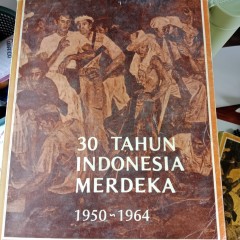 30 TAHUN
INDONESIA
MERDEKA
1950-1964